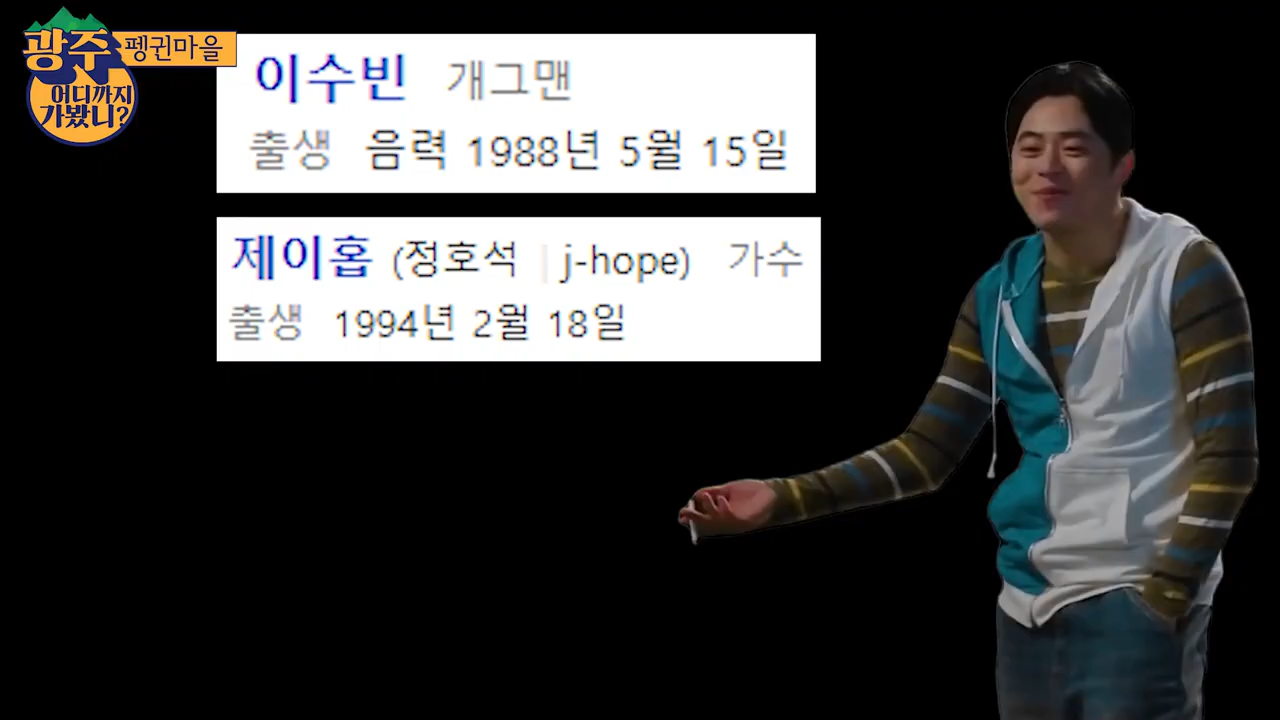 광주 펭귄마을
어디까지
가봤니?
이수빈 개그맨
출생 음력 1988년 5월 15일
제이홉 (정호석 | j-hope) 가수
출생 1994년 2월 18일